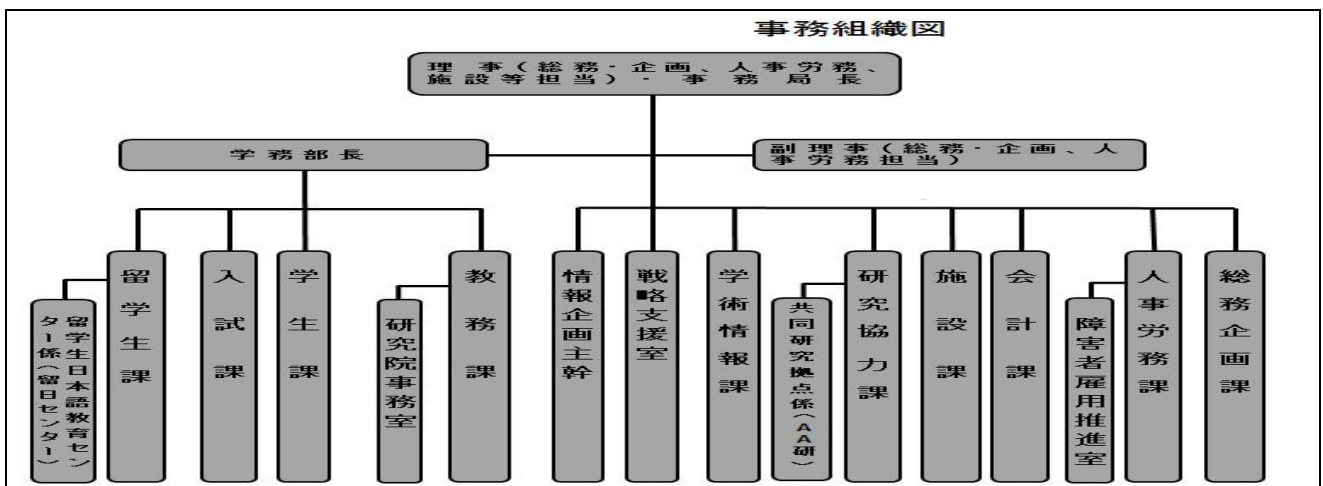 事務組織図
理事(総務・企画、人事労務、
施設等担当)・事務局長
学務部長
副理事(総務・企画、人
事労務担当)
留学生課
留学生日本語教育セン
ター係(留日センター)
入試課
学生課
教務課
研究院事務室
情報企画主幹
戦略支援室
学術情報課
研究協力課
共同研究拠点係(AA研)
施設課
会計課
人事労務課
障害者雇用推進室
総務企画課